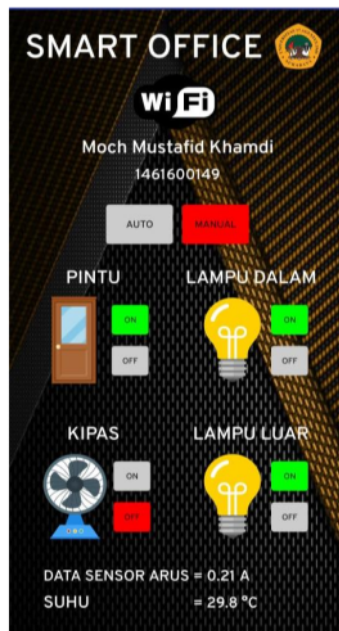 SMART OFFICE
WiFi
Moch Mustafid Khamdi
1461600149
AUTO MANUAL
PINTU LAMPU DALAM
ON ON
OFF OFF
KIPAS LAMPU LUAR
ON ON
OFF OFF
DATA SENSOR ARUS = 0.21 A
SUHU = 29.8 °C